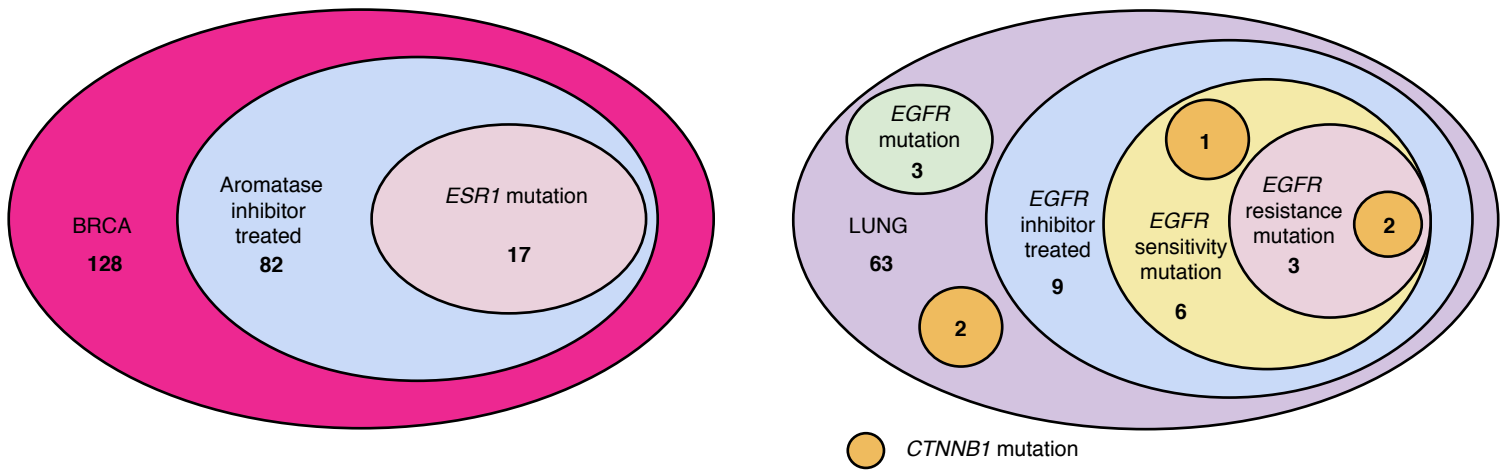 BRCA
128
Aromatase
inhibitor
treated
82
ESR1 mutation
17
LUNG
63
EGFR
mutation
3
2
EGFR
inhibitor
treated
9
EGFR
sensitivity
mutation
6
1
EGFR
resistance
mutation
3
2
CTNNB1 mutation